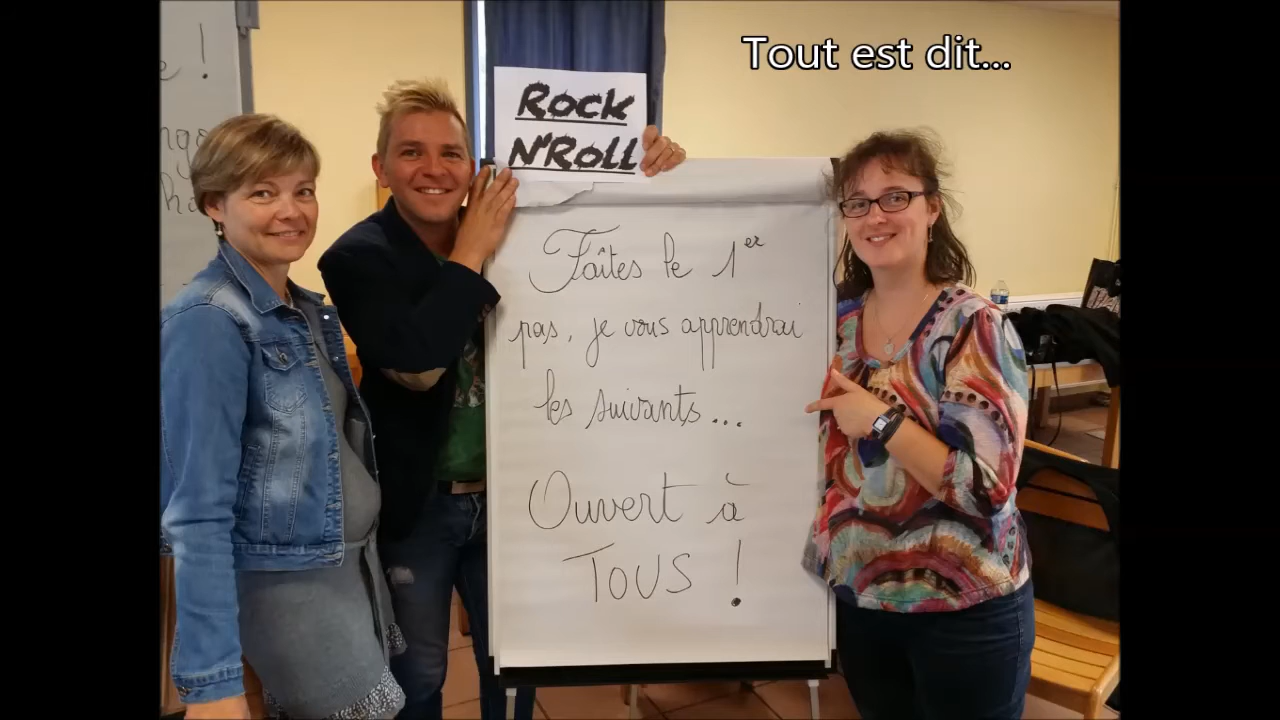 Tout est dit...
ROCK
N'ROLL
Faîtes le 1er
pas, je vous apprendrai
les suivants...
Ouvert à
TOUS !